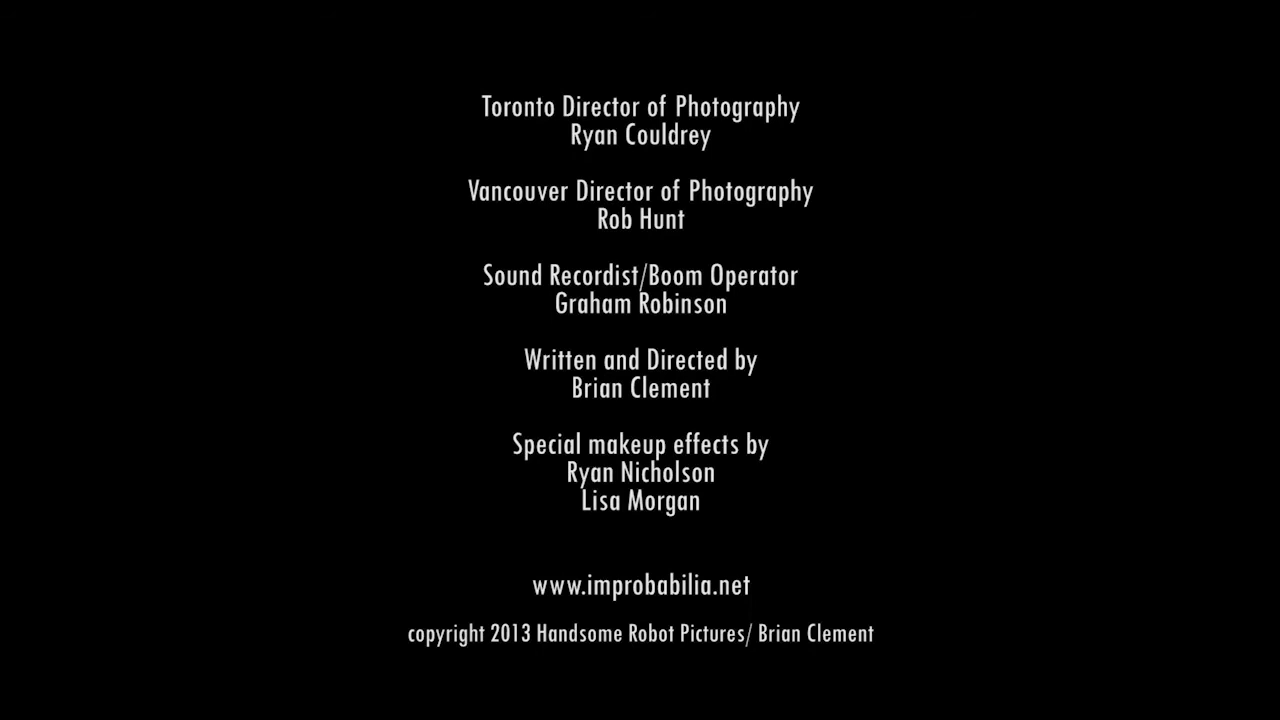 Toronto Director of Photography
Ryan Couldrey
Vancouver Director of Photography
Rob Hunt
Sound Recordist/Boom Operator
Graham Robinson
Written and Directed by
Brian Clement
Special makeup effects by
Ryan Nicholson
Lisa Morgan
www.improbabilia.net
copyright 2013 Handsome Robot Pictures/ Brian Clement